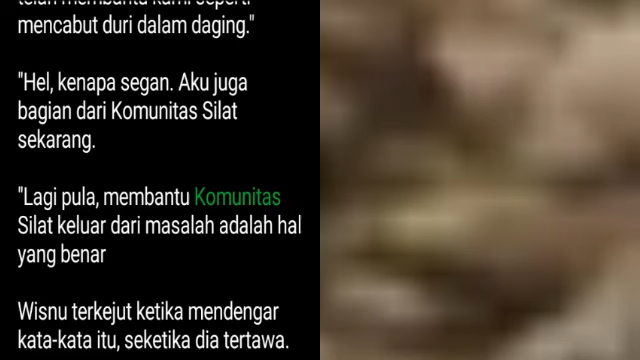 mencabut duri dalam daging."
"Hel, kenapa segan. Aku juga
bagian dari Komunitas Silat
sekarang.
"Lagi pula, membantu Komunitas
Silat keluar dari masalah adalah hal
yang benar
Wisnu terkejut ketika mendengar
kata-kata itu, seketika dia tertawa.